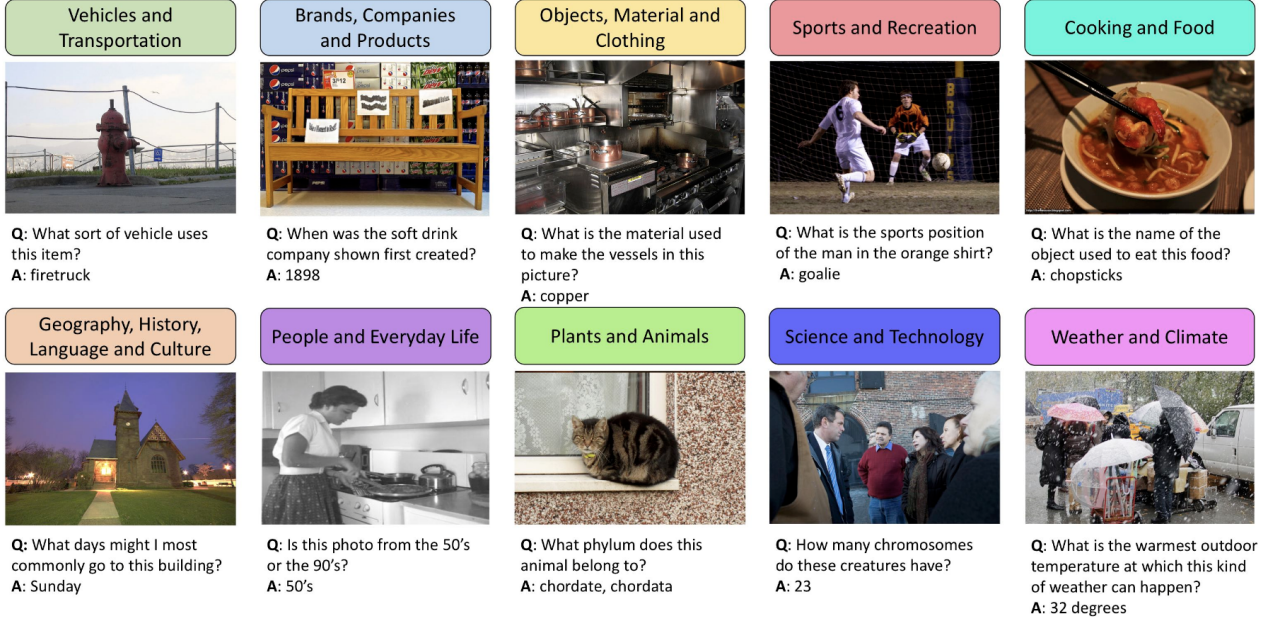 Vehicles and
Transportation
Brands, Companies
and Products
Objects, Material and
Clothing
Sports and Recreation
Cooking and Food
pepsi
3/$12
6
Q: What sort of vehicle uses
this item?
A: firetruck
Q: When was the soft drink
company shown first created?
A: 1898
Q: What is the material used
to make the vessels in this
picture?
A: copper
Q: What is the sports position
of the man in the orange shirt?
A: goalie
Q: What is the name of the
object used to eat this food?
A: chopsticks
Geography, History,
Language and Culture
People and Everyday Life
Plants and Animals
Science and Technology
Weather and Climate
Q: What days might I most
commonly go to this building?
A: Sunday
Q: Is this photo from the 50’s
or the 90’s?
A: 50’s
Q: What phylum does this
animal belong to?
A: chordate, chordata
Q: How many chromosomes
do these creatures have?
A: 23
Q: What is the warmest outdoor
temperature at which this kind
of weather can happen?
A: 32 degrees